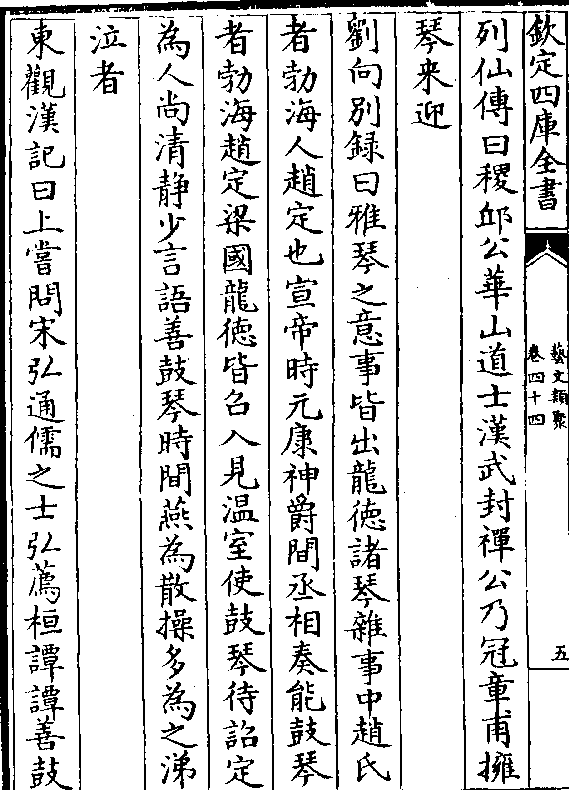 欽定四庫全書
藝文類聚
卷四十四
五
列仙傳曰稷邱公華山道士漢武封禪公乃冠章甫擁
琴来迎
劉向别録曰雅琴之意事皆出龍徳諸琴雜事中趙氏
者勃海人趙定也宣帝時元康神爵間丞相奏能鼓琴
者勃海趙定梁國龍徳皆召入見温室使鼓琴待詔定
為人尚清静少言語善鼓琴時間燕為散操多為之涕
泣者
東觀漢記曰上嘗問宋弘通儒之士弘薦桓譚譚善鼓